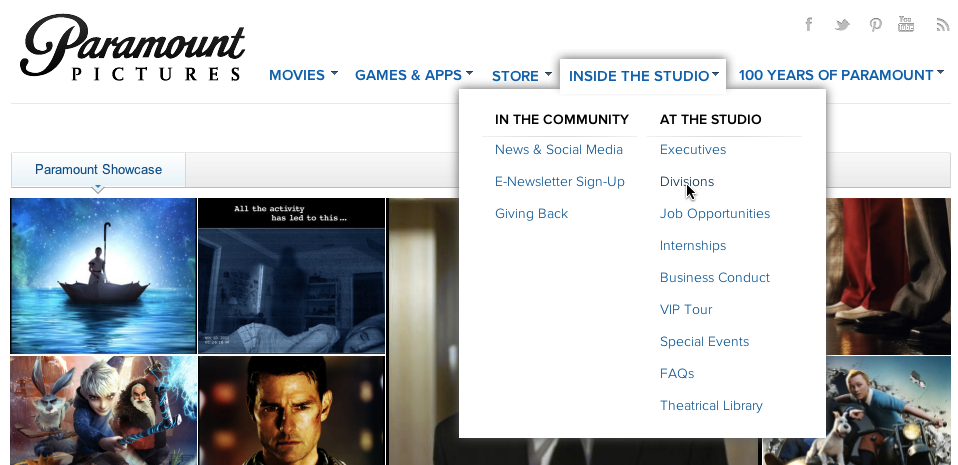 Paramount
PICTURES
You
Tube
MOVIES
GAMES & APPS
STORE
INSIDE THE STUDIO
100 YEARS OF PARAMOUNT
IN THE COMMUNITY
News & Social Media
E-Newsletter Sign-Up
Giving Back
AT THE STUDIO
Executives
Divisions
Job Opportunities
Internships
Business Conduct
VIP Tour
Special Events
FAQs
Theatrical Library
Paramount Showcase
All the activity
has led to this...